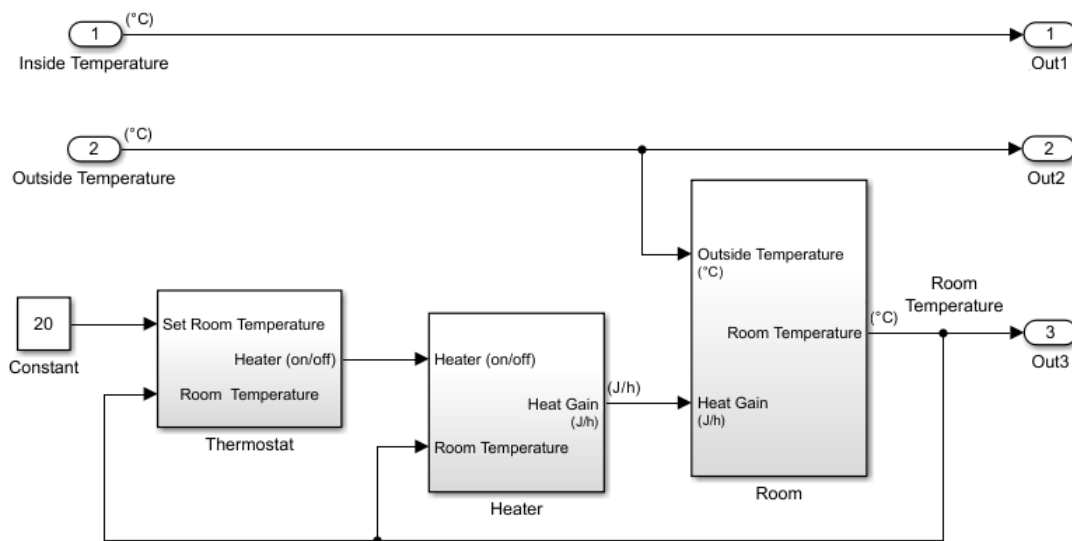 (°C)
1
Inside Temperature
1
Out1
(°C)
2
Outside Temperature
2
Out2
Outside Temperature
(°C)
Room Temperature
Heat Gain
(J/h)
Room
(°C)
Room
Temperature
3
Out3
20
Constant
Set Room Temperature
Heater (on/off)
Room Temperature
Thermostat
Heater (on/off)
Heat Gain
(J/h)
Room Temperature
Heater
(J/h)